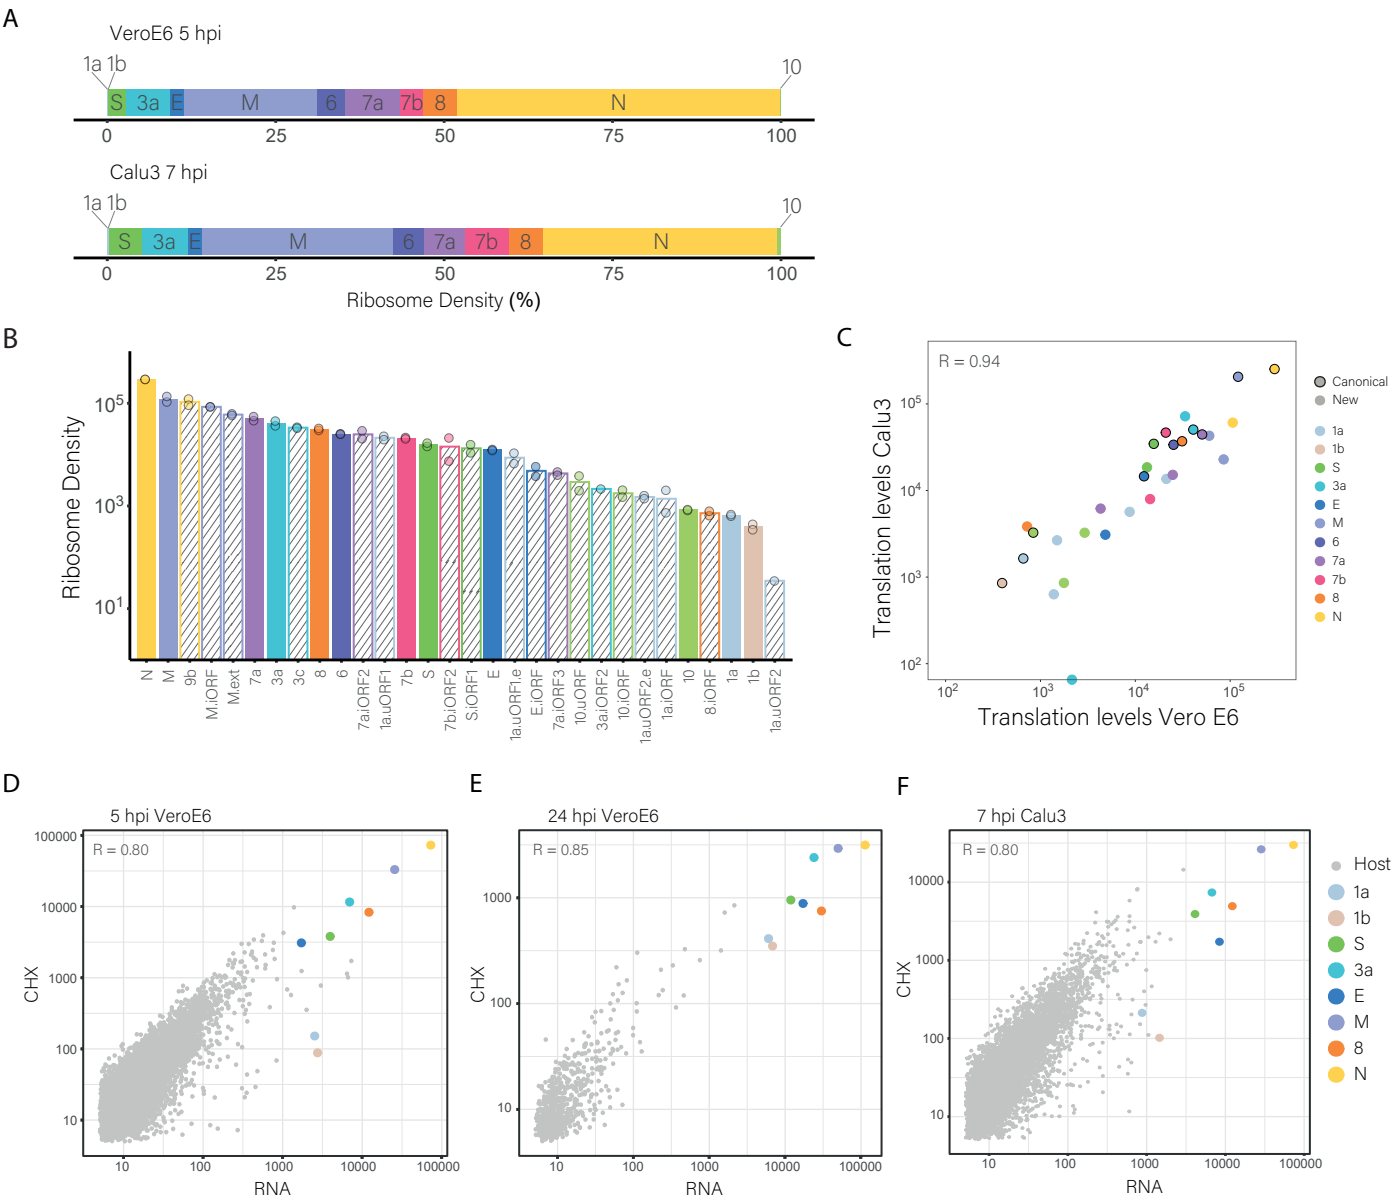 A
VeroE6 5 hpi
1a 1b
10
S 3a E M 6 7a 7b 8 N
0 25 50 75 100
Calu3 7 hpi
1a 1b
10
S 3a E M 6 7a 7b 8 N
0 25 50 75 100
Ribosome Density (%)
B
Ribosome Density
10⁵
10³
10¹
N M 9b M.iORF M.ext 7a 3a 3c 8 6 7a.iORF2 1a.uORF1 7b S 7b.iORF2 S.iORF1 E 1a.uORF1.e E.iORF 7a.iORF3 10.uORF 3a.iORF2 10.iORF 1a.uORF2.e 1a.iORF 10 8.iORF 1a 1b 1a.uORF2
C
R = 0.94
Translation levels Calu3
10⁵
10⁴
10³
10²
10² 10³ 10⁴ 10⁵
Translation levels Vero E6
Canonical
New
1a
1b
S
3a
E
M
6
7a
7b
8
N
D
5 hpi VeroE6
R = 0.80
CHX
100000
10000
1000
100
10
10 100 1000 10000 100000
RNA
E
24 hpi VeroE6
R = 0.85
CHX
1000
100
10
10 100 1000 10000 100000
RNA
F
7 hpi Calu3
R = 0.80
CHX
10000
1000
100
10
10 100 1000 10000 100000
RNA
Host
1a
1b
S
3a
E
M
8
N